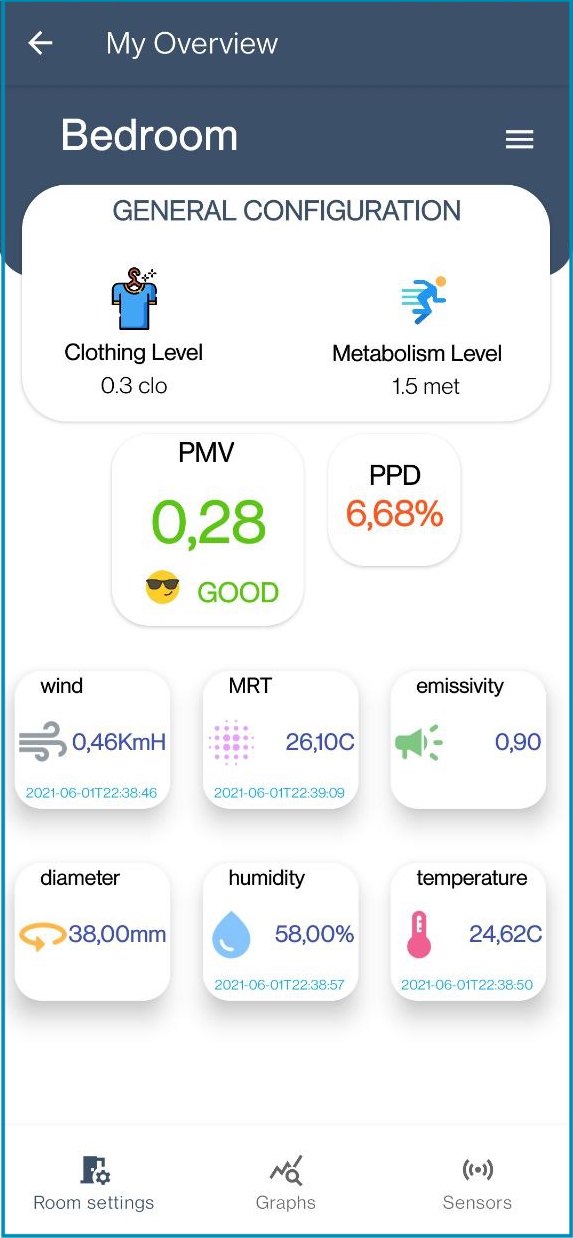 My Overview
Bedroom
GENERAL CONFIGURATION
Clothing Level
0.3 clo
Metabolism Level
1.5 met
PMV
0,28
GOOD
PPD
6,68%
wind
0,46KmH
2021-06-01T22:38:46
MRT
26,10C
2021-06-01T22:39:09
emissivity
0,90
diameter
38,00mm
humidity
58,00%
2021-06-01T22:38:57
temperature
24,62C
2021-06-01T22:38:50
Room settings
Graphs
Sensors